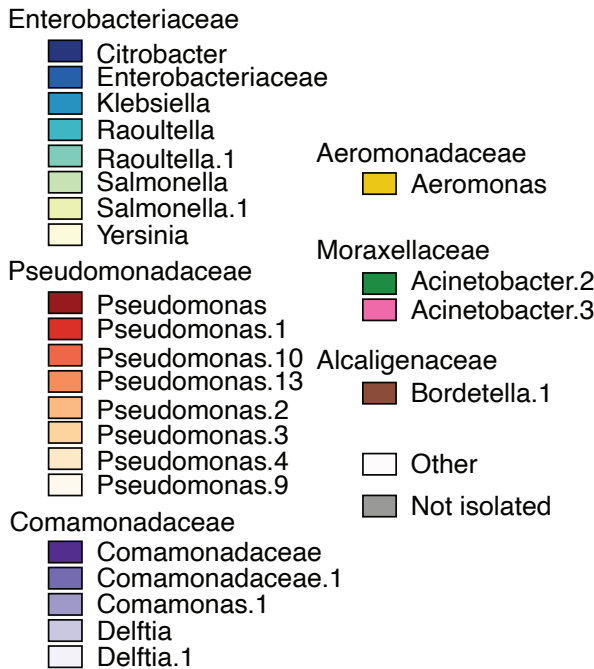 Enterobacteriaceae
Citrobacter
Enterobacteriaceae
Klebsiella
Raoultella
Raoultella.1
Salmonella
Salmonella.1
Yersinia
Pseudomonadaceae
Pseudomonas
Pseudomonas.1
Pseudomonas.10
Pseudomonas.13
Pseudomonas.2
Pseudomonas.3
Pseudomonas.4
Pseudomonas.9
Comamonadaceae
Comamonadaceae
Comamonadaceae.1
Comamonas.1
Delftia
Delftia.1
Aeromonadaceae
Aeromonas
Moraxellaceae
Acinetobacter.2
Acinetobacter.3
Alcaligenaceae
Bordetella.1
Other
Not isolated